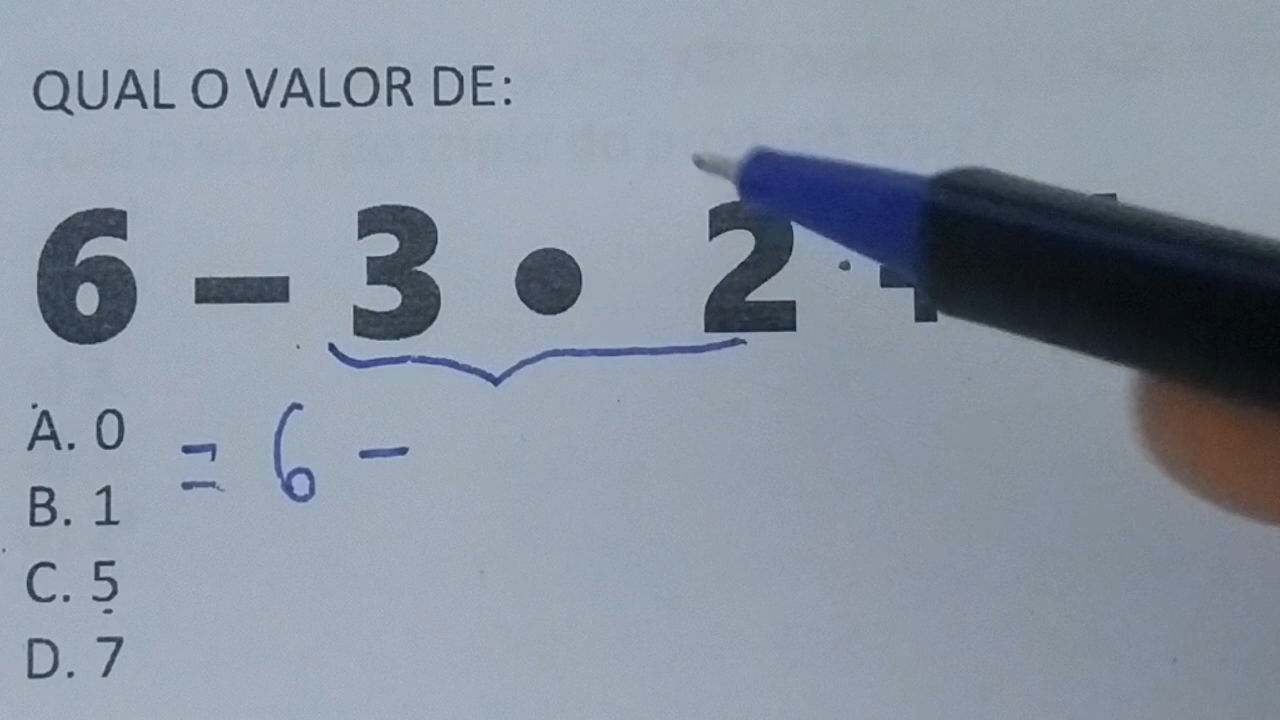 QUAL O VALOR DE:
6 – 3 • 2 +
A. 0
= 6 –
B. 1
C. 5
D. 7